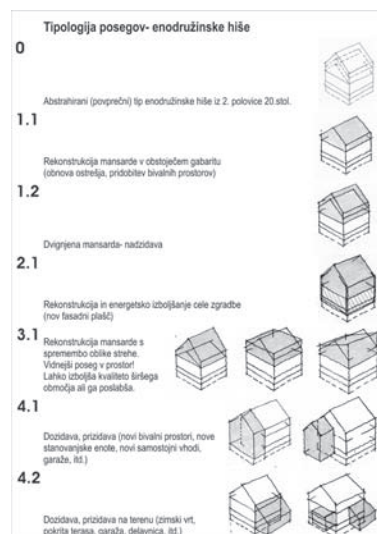 Tipologija posegov- enodružinske hiše
0
Abstrahirani (povprečni) tip enodružinske hiše iz 2. polovice 20.stol.
1.1
Rekonstrukcija mansarde v obstoječem gabaritu
(obnova ostrešja, pridobitev bivalnih prostorov)
1.2
Dvignjena mansarda- nadzidava
2.1
Rekonstrukcija in energetsko izboljšanje cele zgradbe
(nov fasadni plašč)
3.1
Rekonstrukcija mansarde s
spremembo oblike strehe.
Vidnejši poseg v prostor!
Lahko izboljša kvaliteto širšega
območja ali ga poslabša.
4.1
Dozidava, prizidava (novi bivalni prostori, nove
stanovanjske enote, novi samostojni vhodi,
garaže, itd.)
4.2
Dozidava, prizidava na terenu (zimski vrt,
pokrita terasa, garaža, delavnica, itd.)